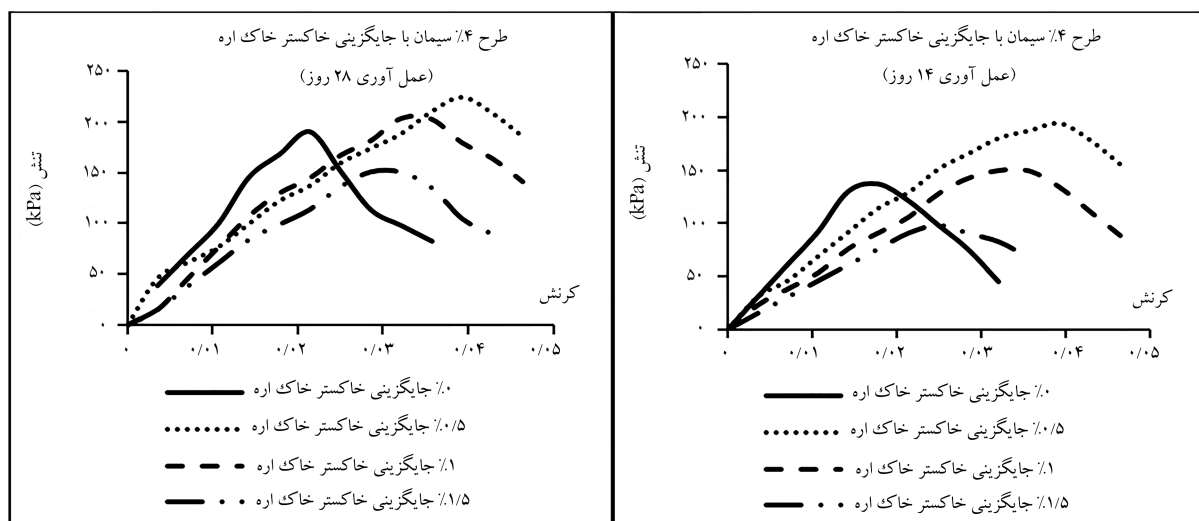 طرح ۴٪ سیمان با جایگزینی خاکستر خاک اره
(عمل آوری ۱۴ روز)
۲۵۰
۲۰۰
۱۵۰
۱۰۰
۵۰
۰
تنش (kPa)
کرنش
۰ ۰/۰۱ ۰/۰۲ ۰/۰۳ ۰/۰۴ ۰/۰۵
۰٪ جایگزینی خاکستر خاک اره
۰/۵٪ جایگزینی خاکستر خاک اره
۱٪ جایگزینی خاکستر خاک اره
۱/۵٪ جایگزینی خاکستر خاک اره
طرح ۴٪ سیمان با جایگزینی خاکستر خاک اره
(عمل آوری ۲۸ روز)
۲۵۰
۲۰۰
۱۵۰
۱۰۰
۵۰
۰
تنش (kPa)
کرنش
۰ ۰/۰۱ ۰/۰۲ ۰/۰۳ ۰/۰۴ ۰/۰۵
۰٪ جایگزینی خاکستر خاک اره
۰/۵٪ جایگزینی خاکستر خاک اره
۱٪ جایگزینی خاکستر خاک اره
۱/۵٪ جایگزینی خاکستر خاک اره